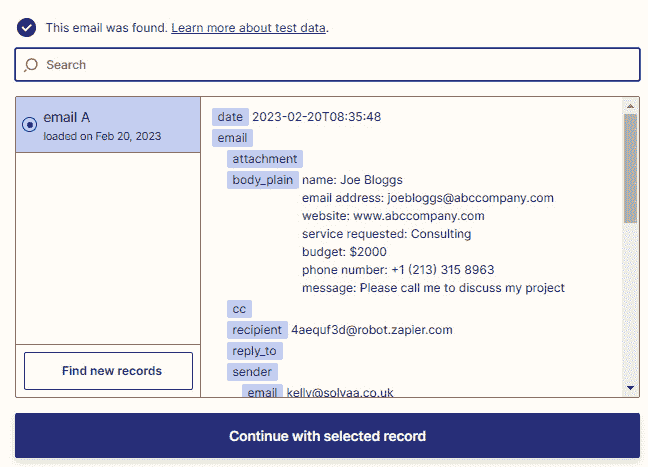 This email was found. Learn more about test data.
Search
email A
loaded on Feb 20, 2023
Find new records
date 2023-02-20T08:35:48
email
attachment
body_plain name: Joe Bloggs
email address: joebloggs@abccompany.com
website: www.abccompany.com
service requested: Consulting
budget: $2000
phone number: +1 (213) 315 8963
message: Please call me to discuss my project
cc
recipient 4aequf3d@robot.zapier.com
reply_to
sender
email kelly@solvaa.co.uk
Continue with selected record